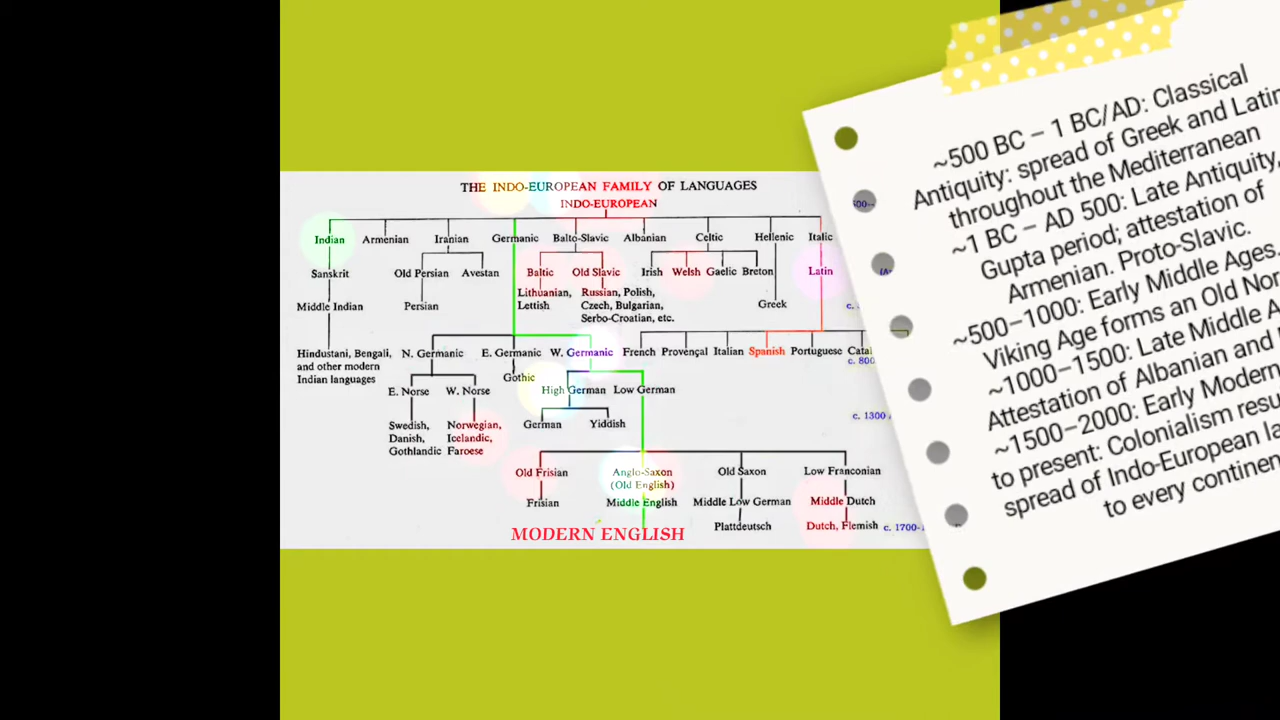 THE INDO-EUROPEAN FAMILY OF LANGUAGES
INDO-EUROPEAN
Indian Armenian Iranian Germanic Balto-Slavic Albanian Celtic Hellenic Italic
Sanskrit Old Persian Avestan Baltic Old Slavic Irish Welsh Gaelic Breton Latin
Lithuanian, Russian, Polish,
Middle Indian Persian Lettish Czech, Bulgarian, Greek c.
Serbo-Croatian, etc.
Hindustani, Bengali, N. Germanic E. Germanic W. Germanic French Provençal Italian Spanish Portuguese
and other modern c. 800
Indian languages Gothic
E. Norse W. Norse High German Low German
c. 1300
Swedish, Norwegian, German Yiddish
Danish, Icelandic,
Gothlandic Faroese
Old Frisian Anglo-Saxon Old Saxon Low Franconian
(Old English)
Frisian Middle English Middle Low German Middle Dutch
Plattdeutsch Dutch, Flemish c. 1700-
MODERN ENGLISH
~500 BC – 1 BC/AD: Classical
Antiquity: spread of Greek and Latin
throughout the Mediterranean
~1 BC – AD 500: Late Antiquity,
Gupta period; attestation of
Armenian. Proto-Slavic.
~500–1000: Early Middle Ages.
Viking Age forms an Old
~1000–1500: Late Middle
Attestation of Albanian and
~1500–2000: Early Modern
to present: Colonialism
spread of Indo-European
to every